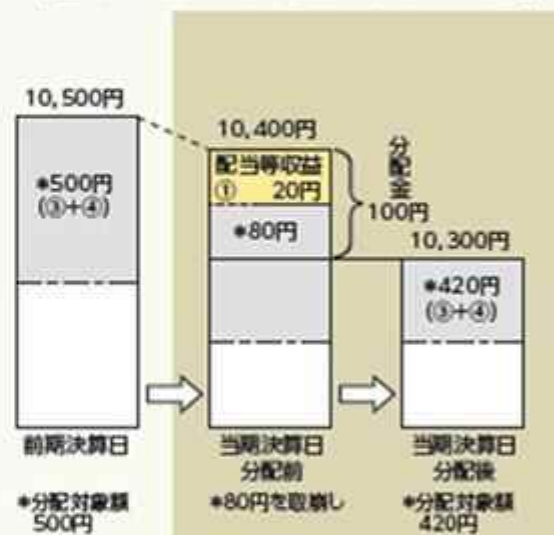 10,500円
*500円
(③+④)
前期決算日
*分配対象額
500円
10,400円
配当等収益
① 20円
*80円
分配金
100円
当期決算日
分配前
*80円を取崩し
10,300円
*420円
(③+④)
当期決算日
分配後
*分配対象額
420円